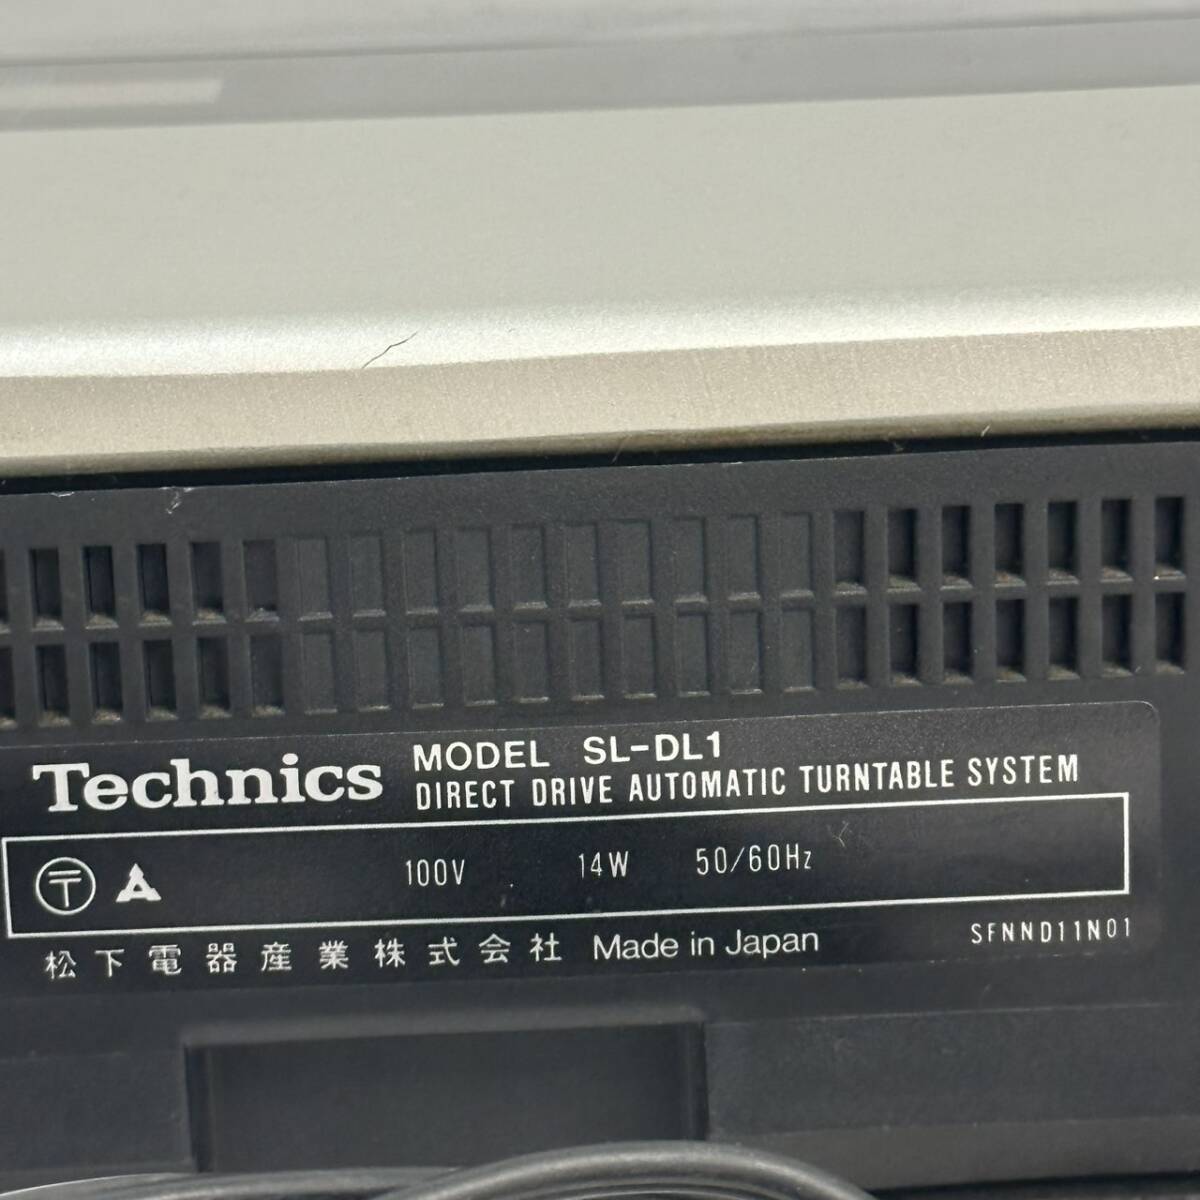 Technics MODEL SL-DL1
DIRECT DRIVE AUTOMATIC TURNTABLE SYSTEM
〒 A 100V 14W 50/60Hz
松下電器産業株式会社 Made in Japan SFNND11N01